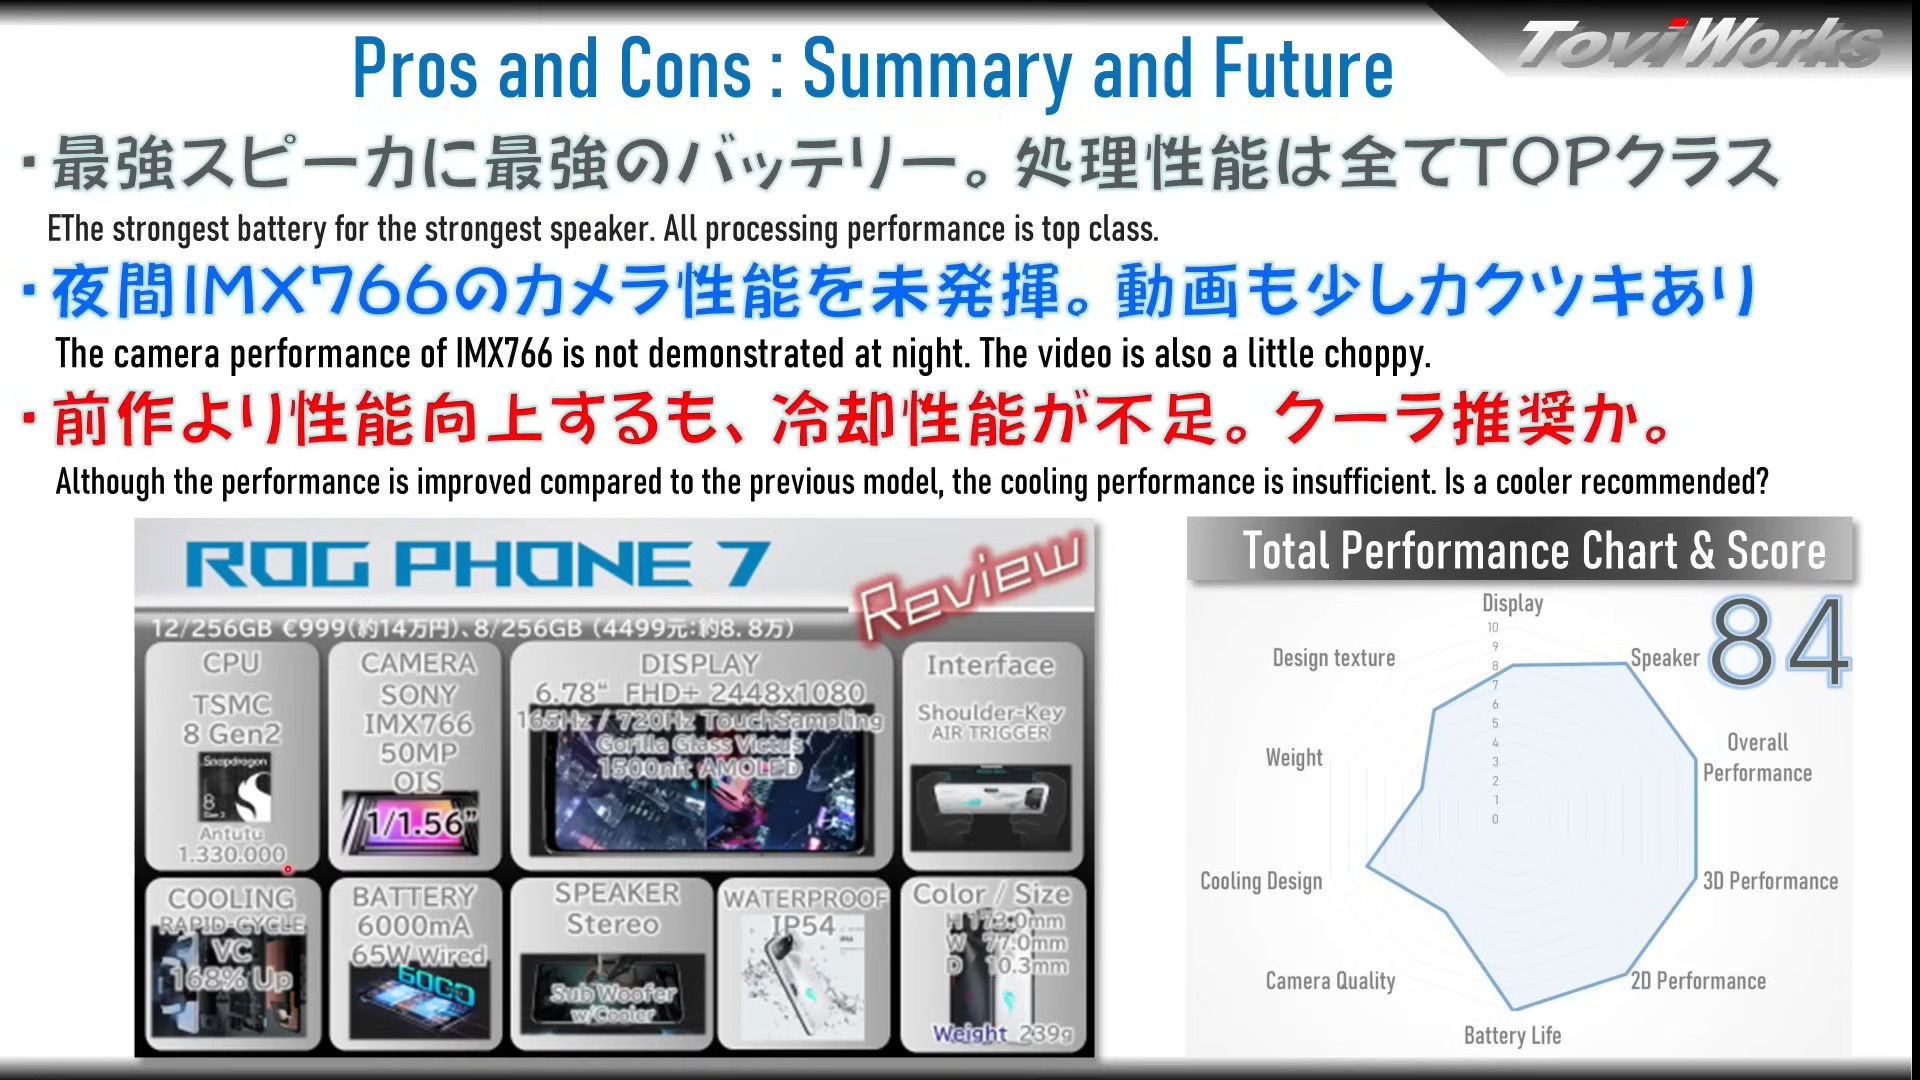 ToviWorks
Pros and Cons : Summary and Future
・最強スピーカに最強のバッテリー。処理性能は全てTOPクラス
EThe strongest battery for the strongest speaker. All processing performance is top class.
・夜間IMX766のカメラ性能を未発揮。動画も少しカクツキあり
The camera performance of IMX766 is not demonstrated at night. The video is also a little choppy.
・前作より性能向上するも、冷却性能が不足。クーラ推奨か。
Although the performance is improved compared to the previous model, the cooling performance is insufficient. Is a cooler recommended?
ROG PHONE 7
Review
12/256GB €999(約14万円)、8/256GB (4499元:約8.8万)
CPU
TSMC
8 Gen2
Snapdragon
8
Gen 2
Antutu
1.330.000
CAMERA
SONY
IMX766
50MP
OIS
1/1.56"
DISPLAY
6.78" FHD+ 2448x1080
165Hz / 720Hz TouchSampling
Gorilla Glass Victus
1500nit AMOLED
Interface
Shoulder-Key
AIR TRIGGER
COOLING
RAPID CYCLE
VC
168% Up
BATTERY
6000mA
65W Wired
6000
SPEAKER
Stereo
Sub Woofer
w/Cooler
WATERPROOF
IP54
Color / Size
H 173.0mm
W 77.0mm
D 10.3mm
Weight 239g
Total Performance Chart & Score
84
Display
Speaker
Overall
Performance
3D Performance
2D Performance
Battery Life
Camera Quality
Cooling Design
Weight
Design texture
10
9
8
7
6
5
4
3
2
1
0